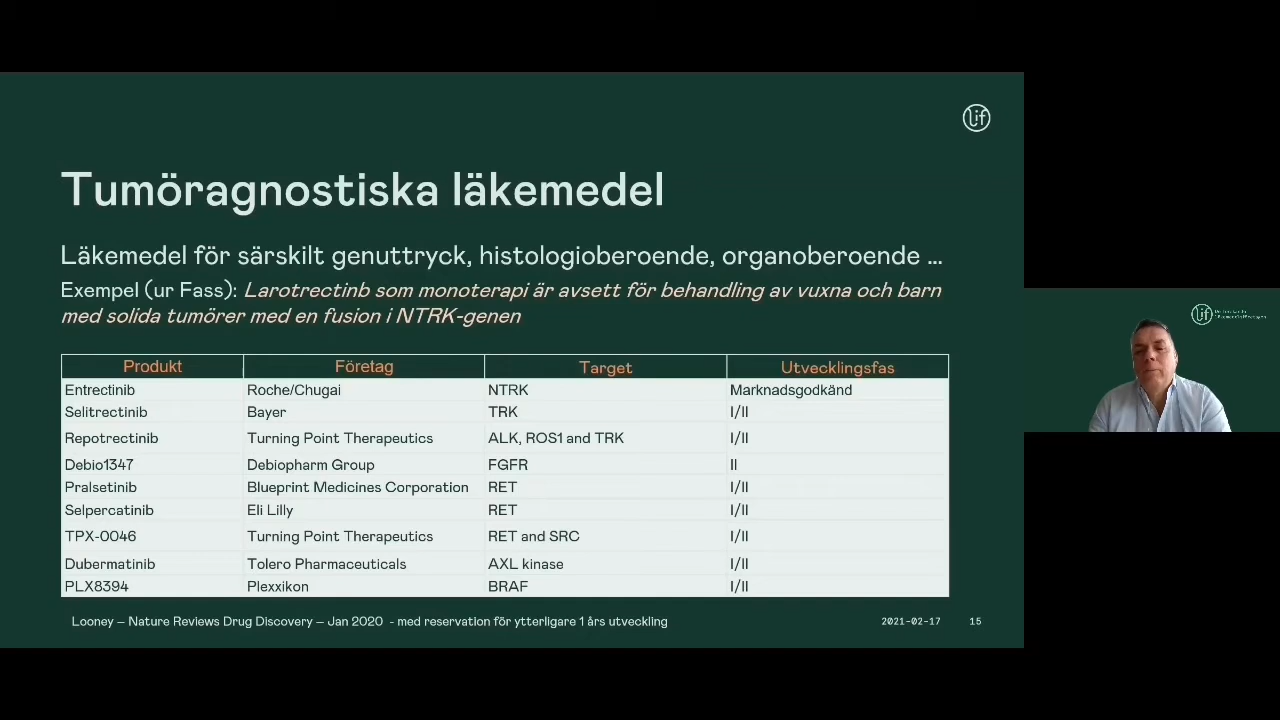 Lif
Tumöragnostiska läkemedel
Läkemedel för särskilt genuttryck, histologioberoende, organoberoende ...
Exempel (ur Fass): Larotrectinb som monoterapi är avsett för behandling av vuxna och barn
med solida tumörer med en fusion i NTRK-genen
Produkt Företag Target Utvecklingsfas
Entrectinib Roche/Chugai NTRK Marknadsgodkänd
Selitrectinib Bayer TRK I/II
Repotrectinib Turning Point Therapeutics ALK, ROS1 and TRK I/II
Debio1347 Debiopharm Group FGFR II
Pralsetinib Blueprint Medicines Corporation RET I/II
Selpercatinib Eli Lilly RET I/II
TPX-0046 Turning Point Therapeutics RET and SRC I/II
Dubermatinib Tolero Pharmaceuticals AXL kinase I/II
PLX8394 Plexxikon BRAF I/II
Looney – Nature Reviews Drug Discovery – Jan 2020 - med reservation för ytterligare 1 års utveckling
2021-02-17 15
Lif